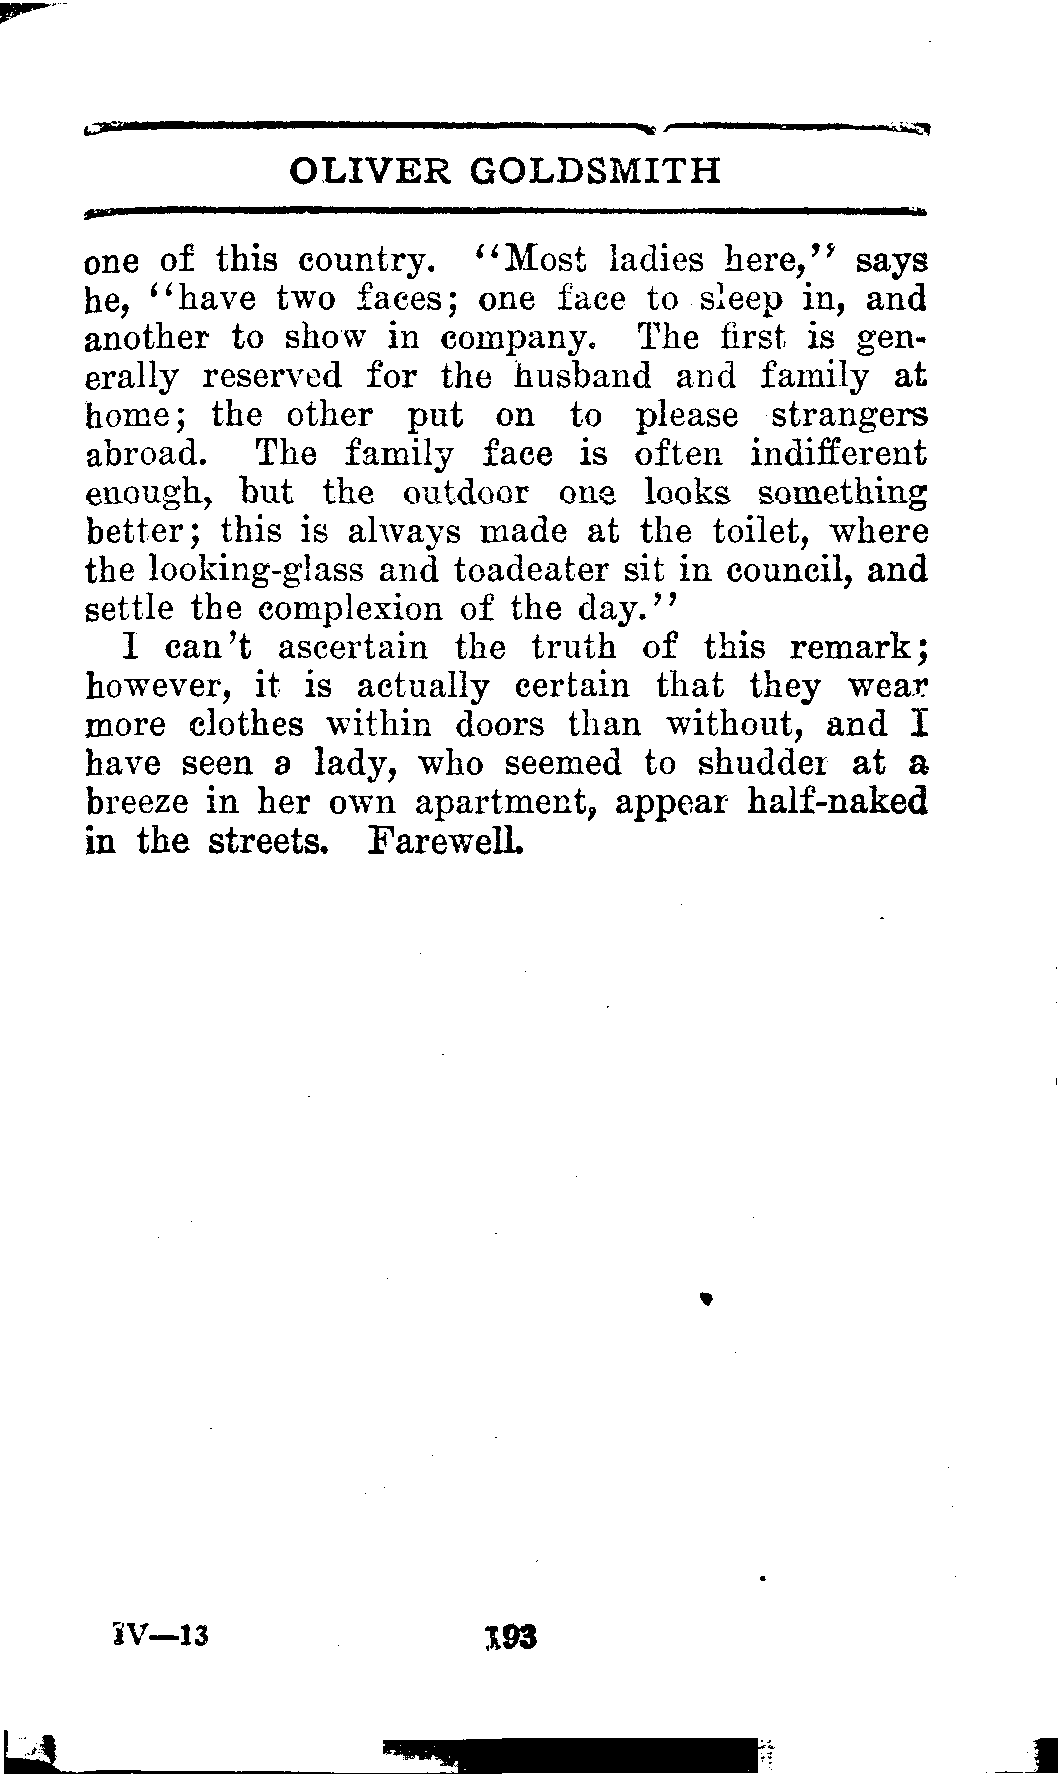 OLIVER GOLDSMITH
one of this country. "Most ladies here," says
he, "have two faces; one face to sleep in, and
another to show in company. The first is gen-
erally reserved for the husband and family at
home; the other put on to please strangers
abroad. The family face is often indifferent
enough, but the outdoor one looks something
better; this is always made at the toilet, where
the looking-glass and toadeater sit in council, and
settle the complexion of the day."
I can't ascertain the truth of this remark;
however, it is actually certain that they wear
more clothes within doors than without, and I
have seen a lady, who seemed to shudder at a
breeze in her own apartment, appear half-naked
in the streets. Farewell.
IV—13 193